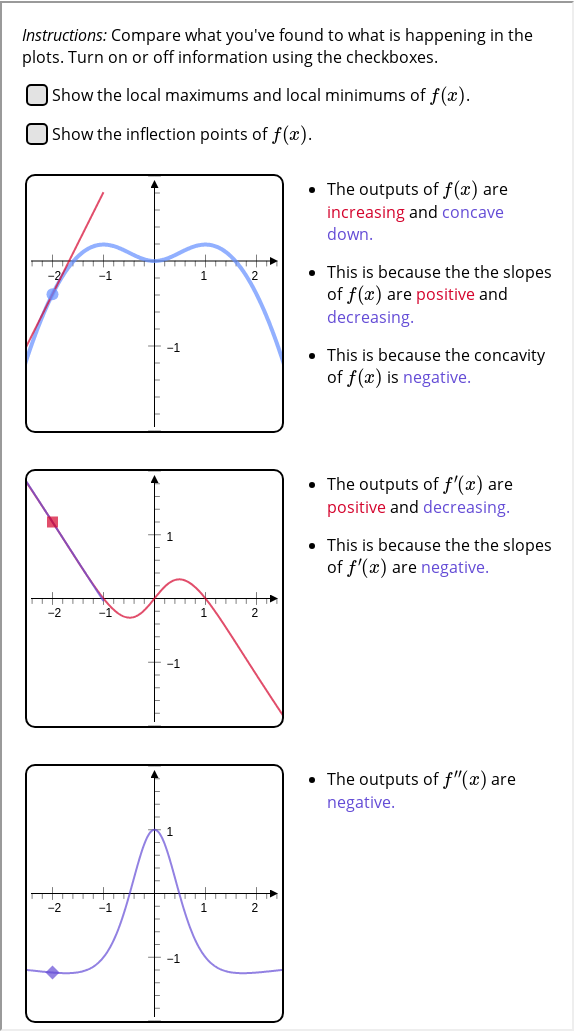 Instructions: Compare what you've found to what is happening in the
plots. Turn on or off information using the checkboxes.
Show the local maximums and local minimums of f(x).
Show the inflection points of f(x).
−2 −1 1 2
−1
• The outputs of f(x) are
increasing and concave
down.
• This is because the the slopes
of f(x) are positive and
decreasing.
• This is because the concavity
of f(x) is negative.
1
−2 −1 1 2
−1
• The outputs of f′(x) are
positive and decreasing.
• This is because the the slopes
of f′(x) are negative.
1
−2 −1 1 2
−1
• The outputs of f″(x) are
negative.